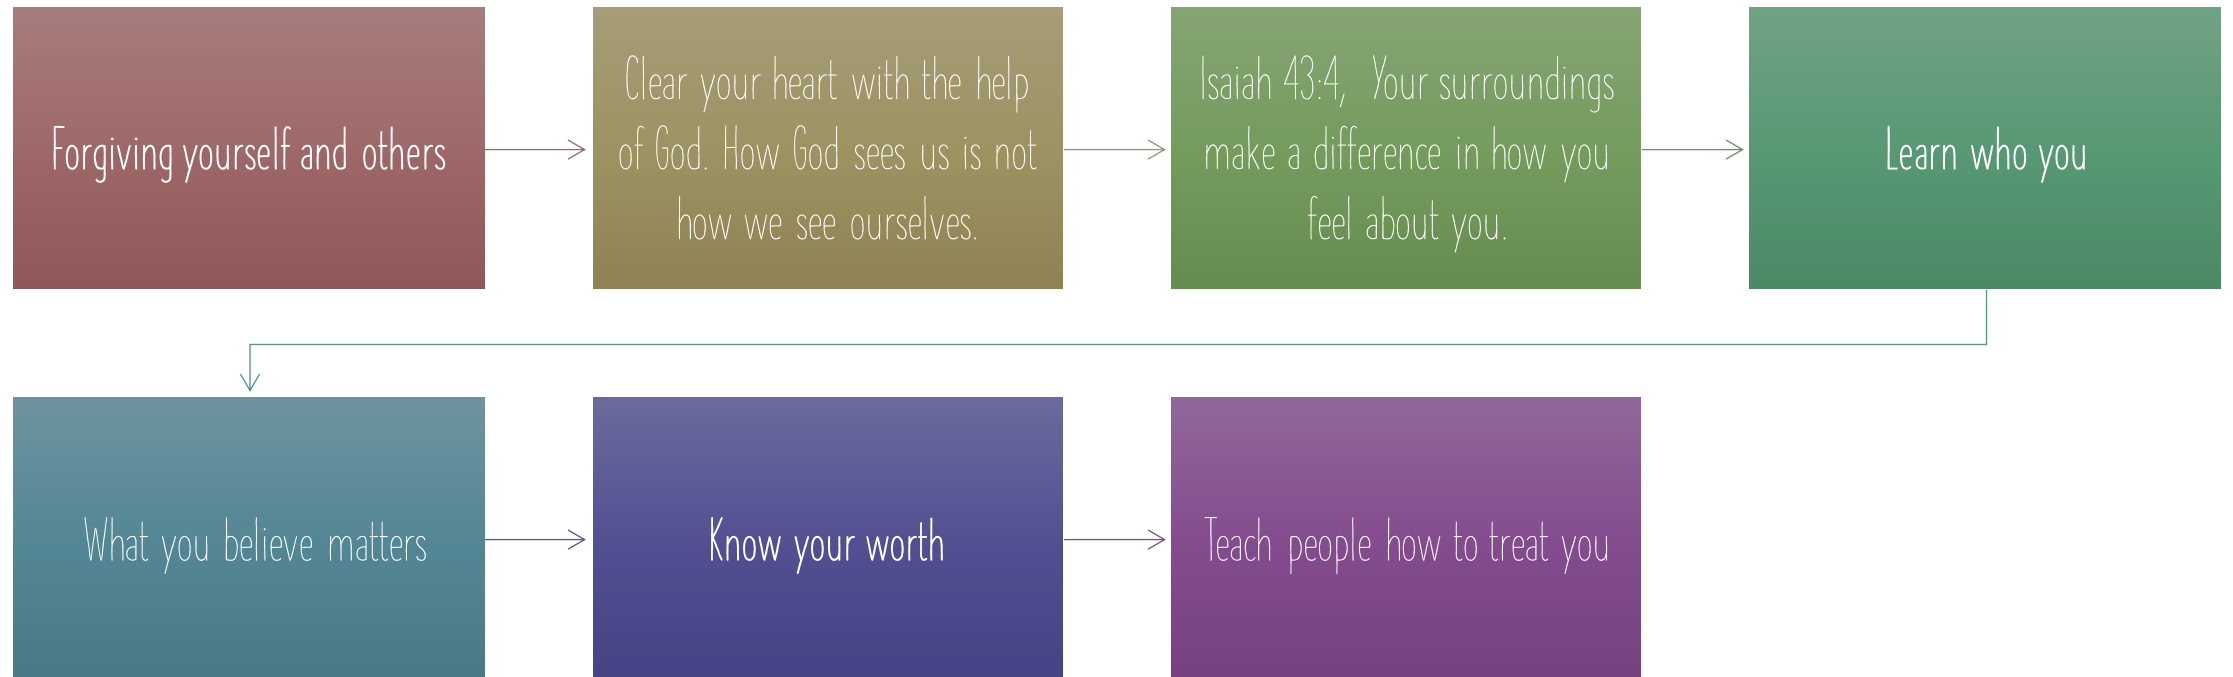 Forgiving yourself and others
Clear your heart with the help
of God. How God sees us is not
how we see ourselves.
Isaiah 43:4,  Your surroundings
make a difference in how you
feel about you.
Learn who you
What you believe matters
Know your worth
Teach people how to treat you